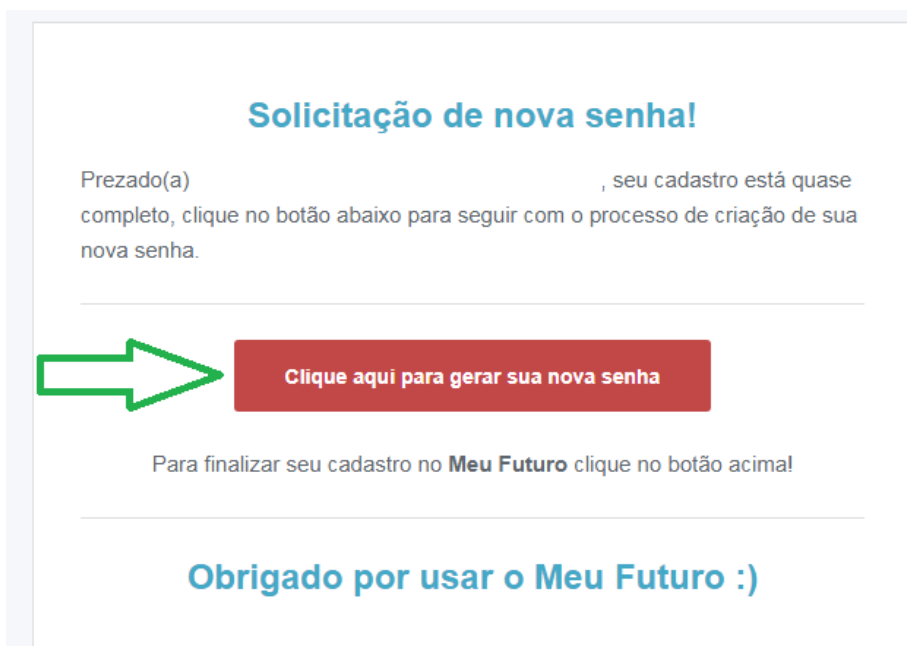 Solicitação de nova senha!
Prezado(a) , seu cadastro está quase
completo, clique no botão abaixo para seguir com o processo de criação de sua
nova senha.
Clique aqui para gerar sua nova senha
Para finalizar seu cadastro no Meu Futuro clique no botão acima!
Obrigado por usar o Meu Futuro :)